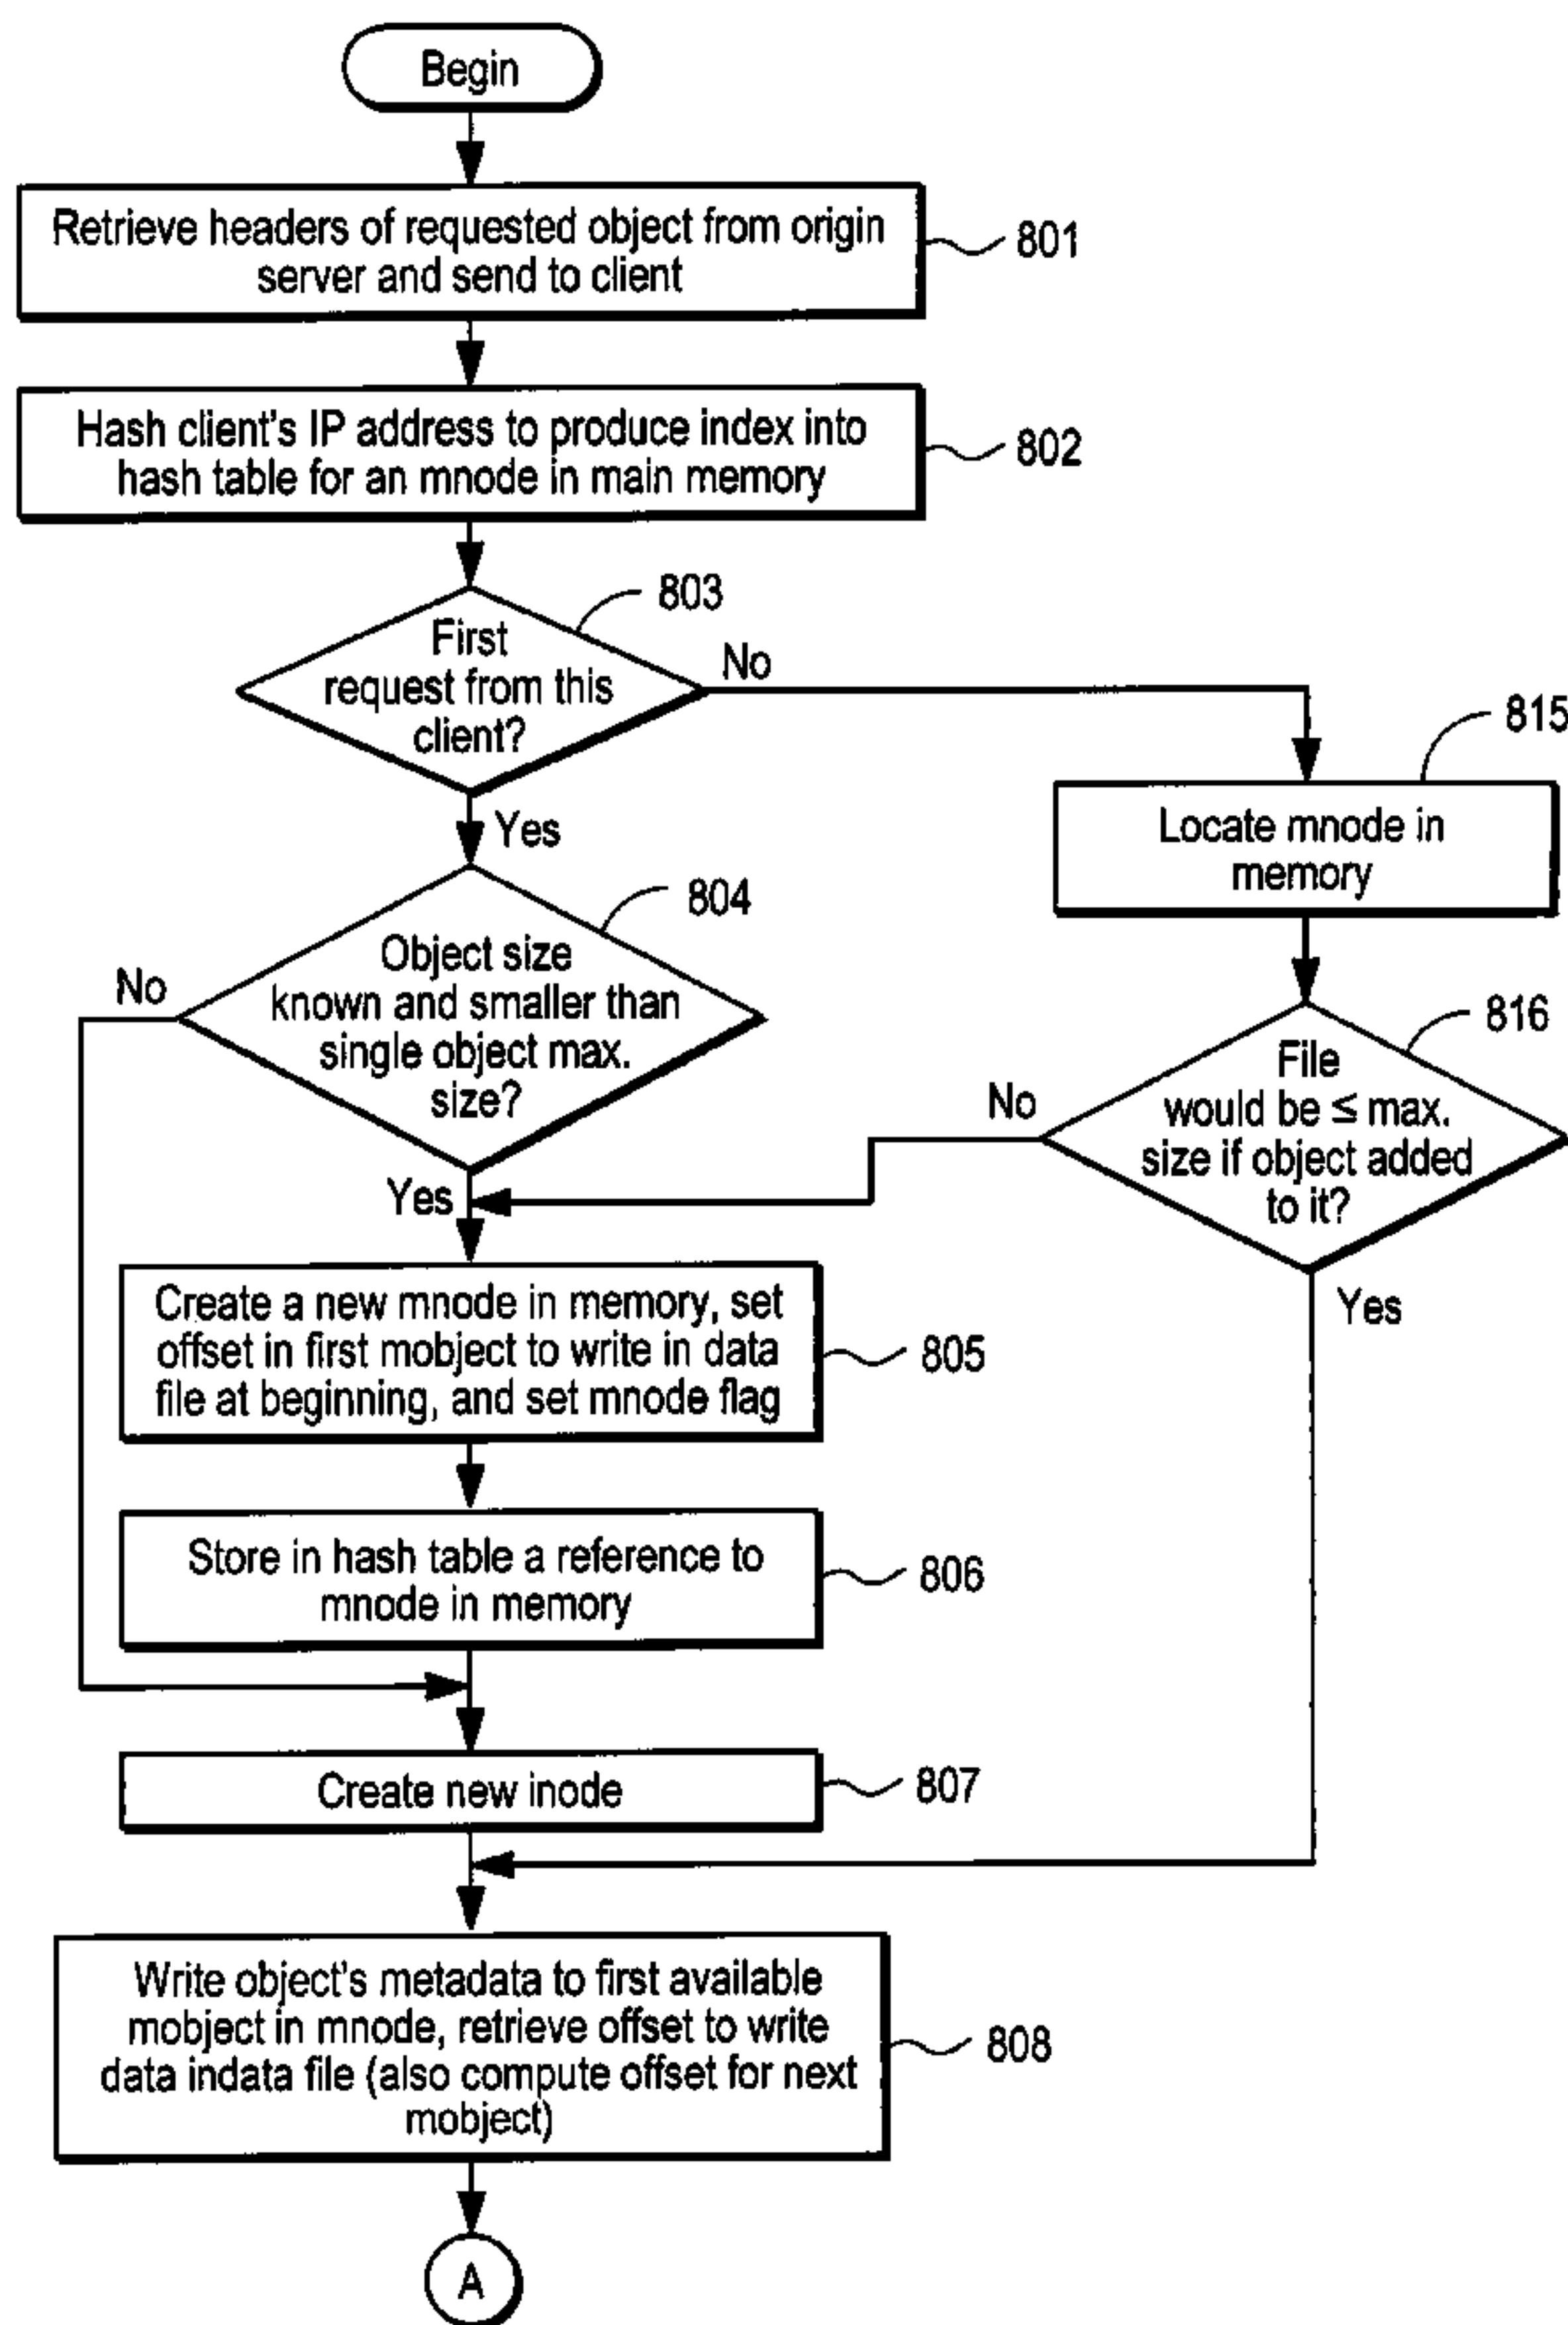 Begin
Retrieve headers of requested object from origin
server and send to client
801
Hash client's IP address to produce index into
hash table for an mnode in main memory
802
803
First
request from this
client?
No
Yes
815
Locate mnode in
memory
804
Object size
known and smaller than
single object max.
size?
No
Yes
816
File
would be ≤ max.
size if object added
to it?
No
Yes
Create a new mnode in memory, set
offset in first mobject to write in data
file at beginning, and set mnode flag
805
Store in hash table a reference to
mnode in memory
806
Create new inode
807
Write object's metadata to first available
mobject in mnode, retrieve offset to write
data indata file (also compute offset for next
mobject)
808
A